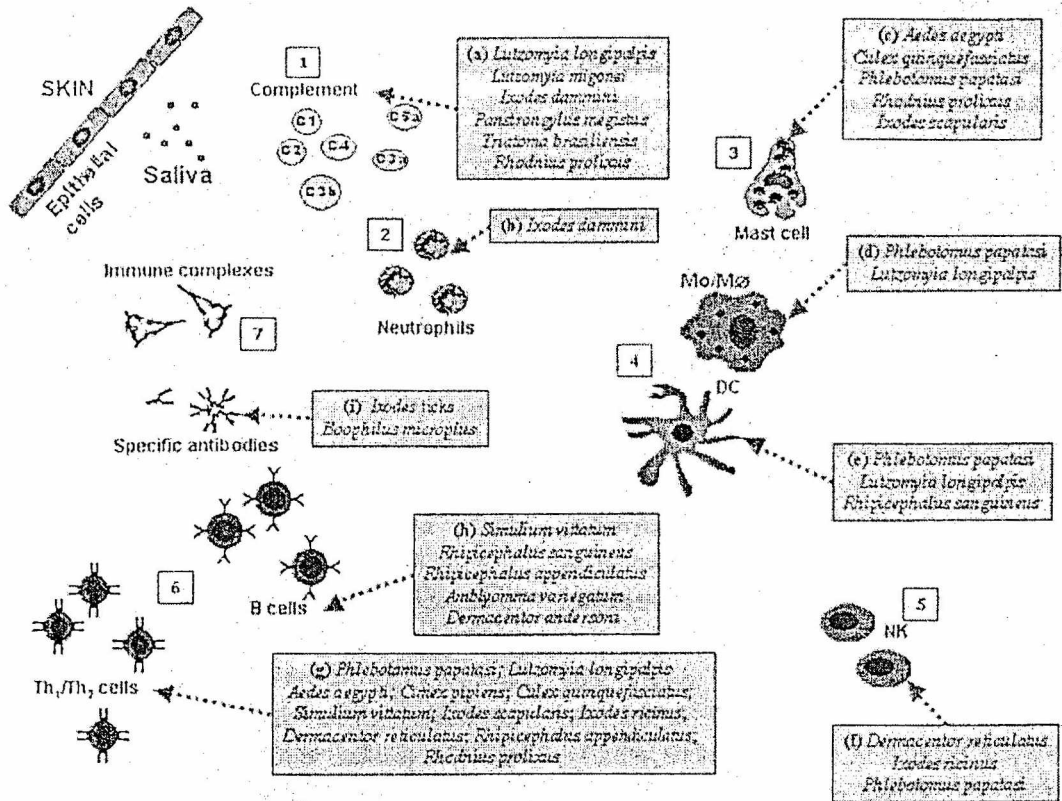 SKIN
Epithelial
cells
Saliva
1
Complement
C1
C5a
C2
C4
C3a
C3b
(a) Lutzomyia longipalpis
Lutzomyia migonei
Ixodes dammini
Panstrongylus megistus
Triatoma brasiliensis
Rhodnius prolixus
(c) Aedes aegypti
Culex quinquefasciatus
Phlebotomus papatasi
Rhodnius prolixus
Ixodes scapularis
3
Mast cell
2
Neutrophils
(b) Ixodes dammini
Immune complexes
7
Mo/Mø
(d) Phlebotomus papatasi
Lutzomyia longipalpis
4
DC
(i) Ixodes ticks
Boophilus microplus
Specific antibodies
(e) Phlebotomus papatasi
Lutzomyia longipalpis
Rhipicephalus sanguineus
(h) Simulium vittatum
Rhipicephalus sanguineus
Rhipicephalus appendiculatus
Amblyomma variegatum
Dermacentor andersoni
B cells
6
5
NK
Th1/Th2 cells
(g) Phlebotomus papatasi; Lutzomyia longipalpis
Aedes aegypti; Culex pipiens; Culex quinquefasciatus;
Simulium vittatum; Ixodes scapularis; Ixodes ricinus;
Dermacentor reticulatus; Rhipicephalus appendiculatus;
Rhodnius prolixus
(f) Dermacentor reticulatus
Ixodes ricinus
Phlebotomus papatasi